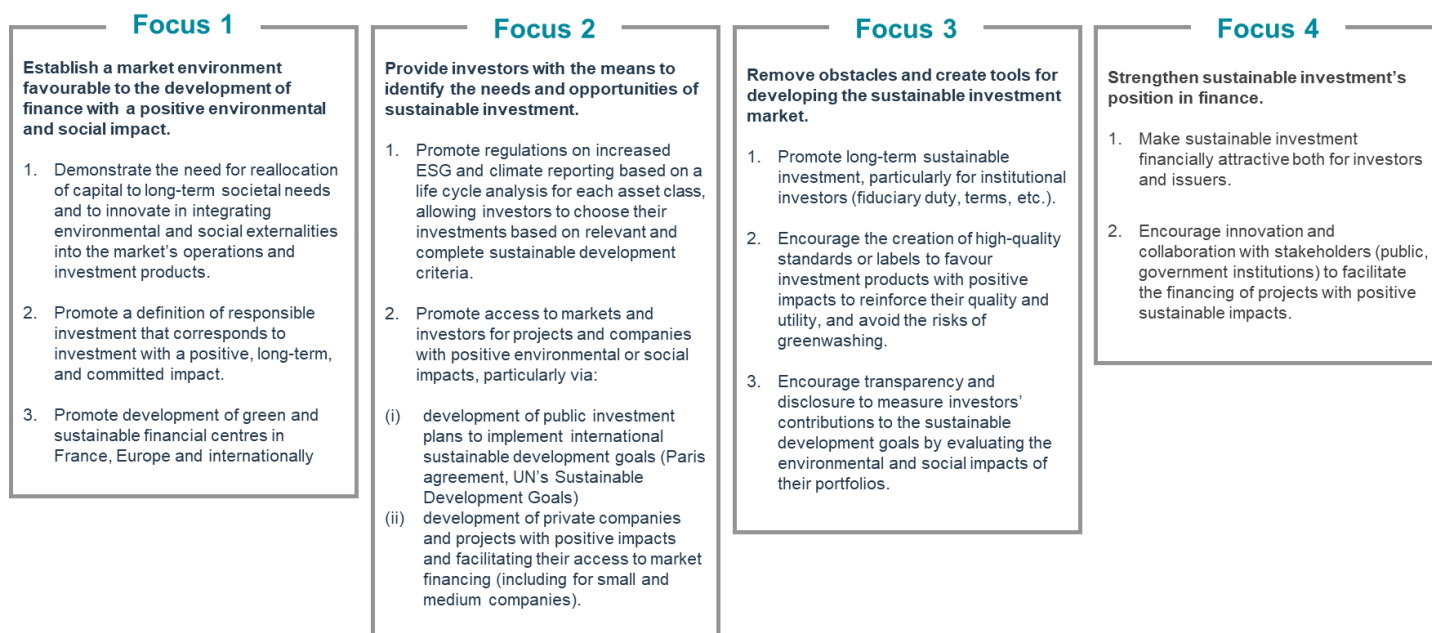 Focus 1
Establish a market environment
favourable to the development of
finance with a positive environmental
and social impact.
1. Demonstrate the need for reallocation
of capital to long-term societal needs
and to innovate in integrating
environmental and social externalities
into the market's operations and
investment products.
2. Promote a definition of responsible
investment that corresponds to
investment with a positive, long-term,
and committed impact.
3. Promote development of green and
sustainable financial centres in
France, Europe and internationally
Focus 2
Provide investors with the means to
identify the needs and opportunities of
sustainable investment.
1. Promote regulations on increased
ESG and climate reporting based on a
life cycle analysis for each asset class,
allowing investors to choose their
investments based on relevant and
complete sustainable development
criteria.
2. Promote access to markets and
investors for projects and companies
with positive environmental or social
impacts, particularly via:
(i) development of public investment
plans to implement international
sustainable development goals (Paris
agreement, UN's Sustainable
Development Goals)
(ii) development of private companies
and projects with positive impacts
and facilitating their access to market
financing (including for small and
medium companies).
Focus 3
Remove obstacles and create tools for
developing the sustainable investment
market.
1. Promote long-term sustainable
investment, particularly for institutional
investors (fiduciary duty, terms, etc.).
2. Encourage the creation of high-quality
standards or labels to favour
investment products with positive
impacts to reinforce their quality and
utility, and avoid the risks of
greenwashing.
3. Encourage transparency and
disclosure to measure investors'
contributions to the sustainable
development goals by evaluating the
environmental and social impacts of
their portfolios.
Focus 4
Strengthen sustainable investment's
position in finance.
1. Make sustainable investment
financially attractive both for investors
and issuers.
2. Encourage innovation and
collaboration with stakeholders (public,
government institutions) to facilitate
the financing of projects with positive
sustainable impacts.